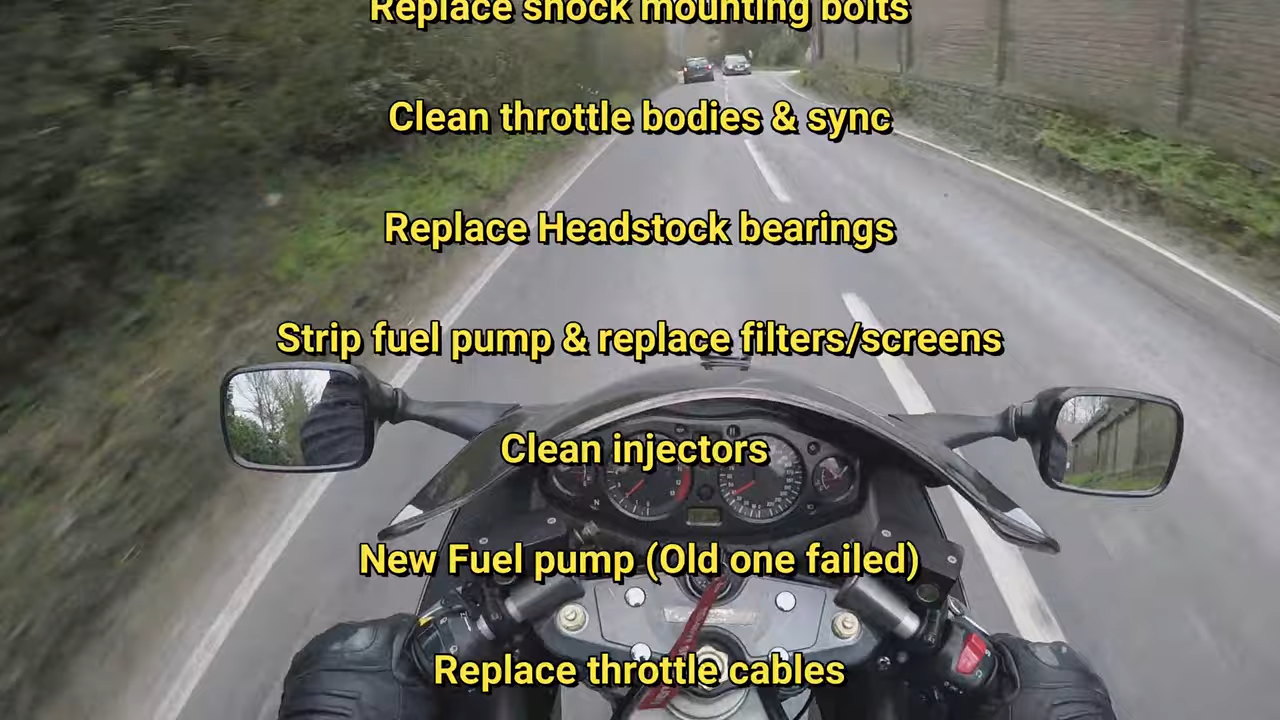 Replace shock mounting bolts
Clean throttle bodies & sync
Replace Headstock bearings
Strip fuel pump & replace filters/screens
Clean injectors
New Fuel pump (Old one failed)
Replace throttle cables